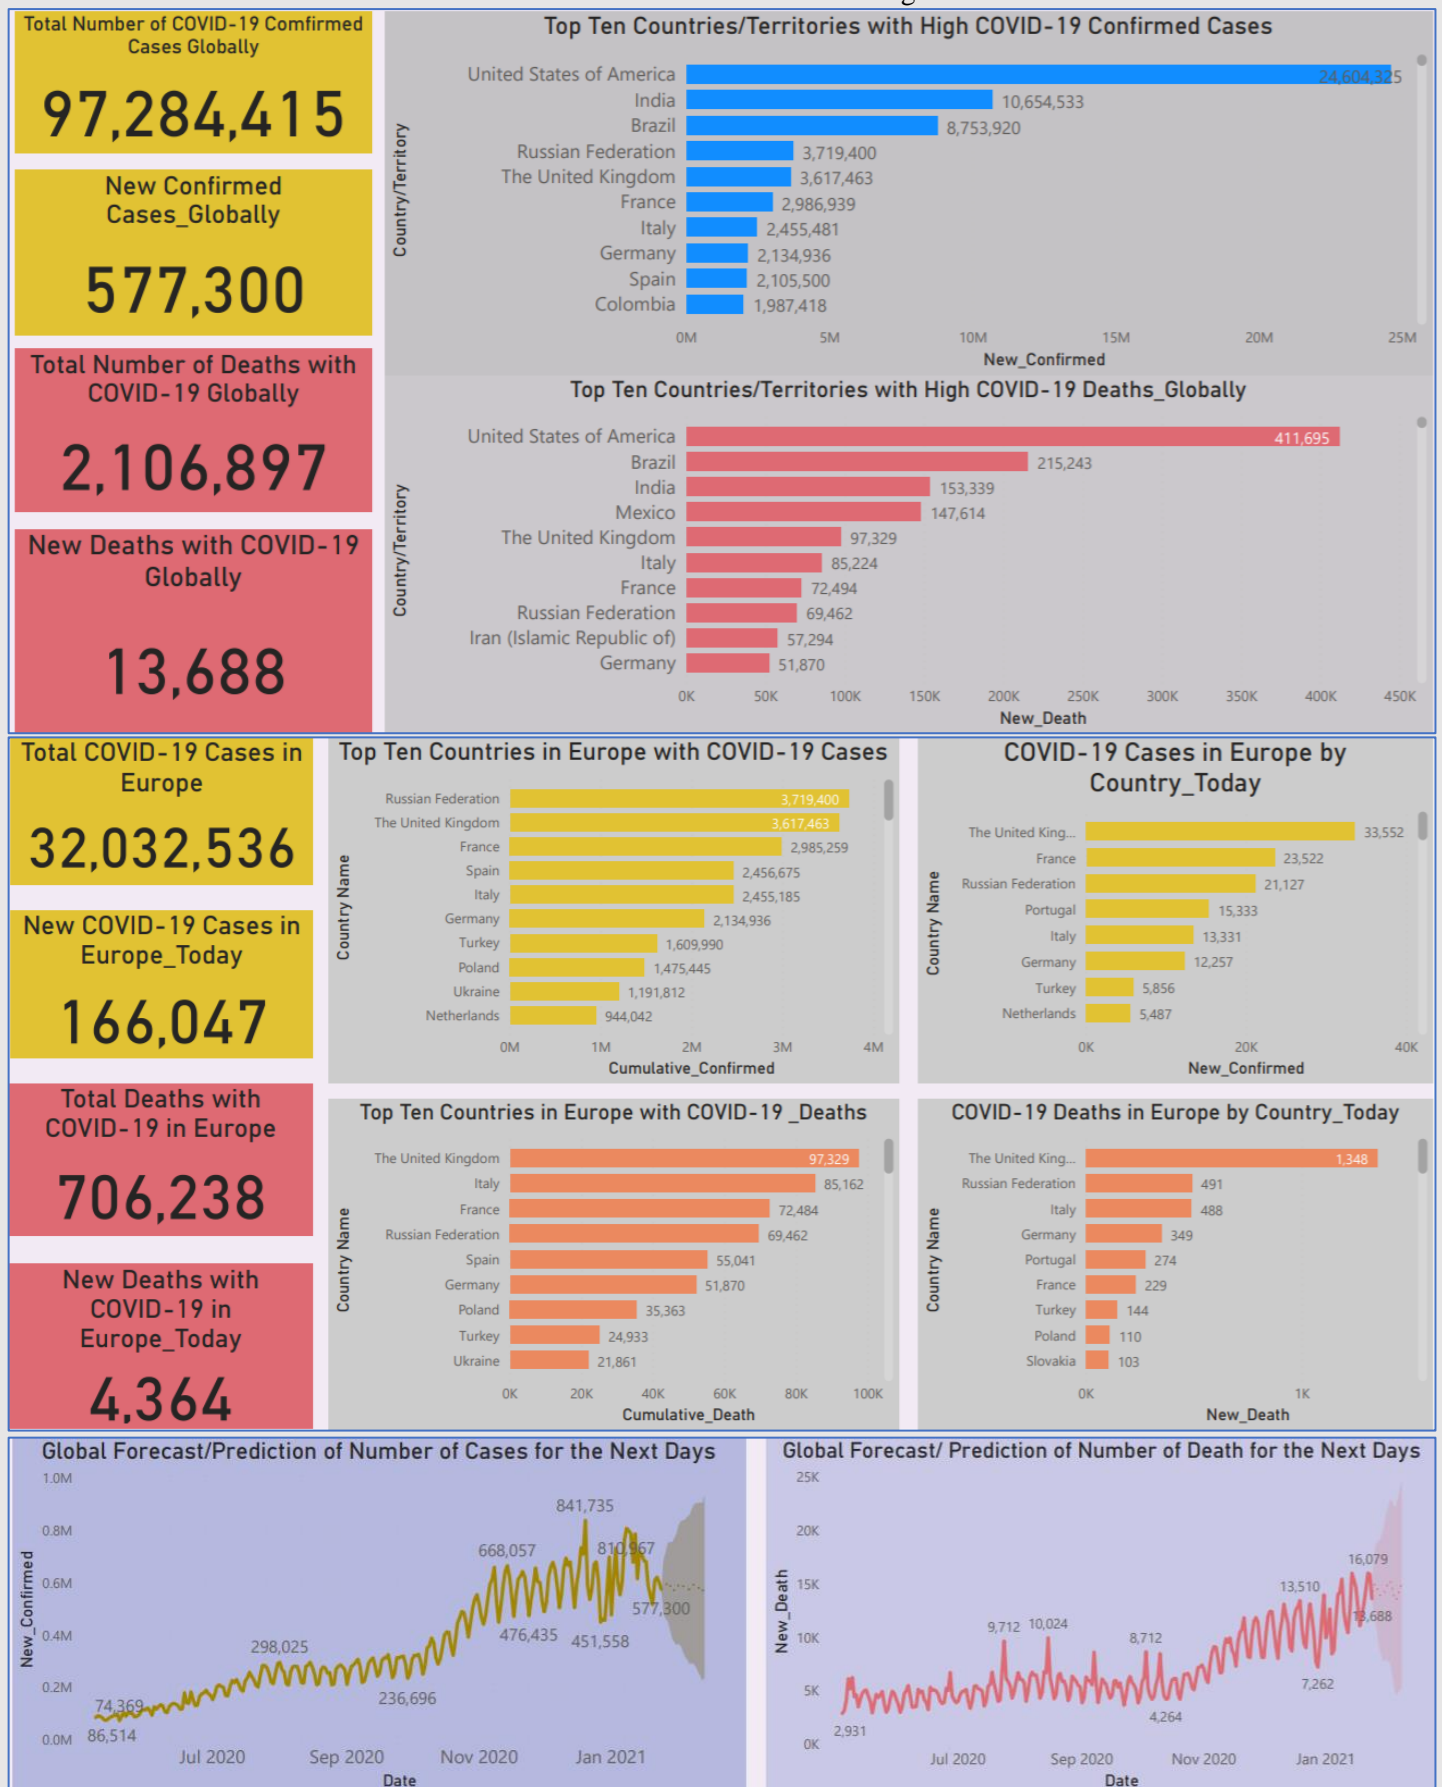 Total Number of COVID-19 Comfirmed
Cases Globally
97,284,415
New Confirmed
Cases_Globally
577,300
Total Number of Deaths with
COVID-19 Globally
2,106,897
New Deaths with COVID-19
Globally
13,688
Top Ten Countries/Territories with High COVID-19 Confirmed Cases
Country/Territory
United States of America 24,604,325
India 10,654,533
Brazil 8,753,920
Russian Federation 3,719,400
The United Kingdom 3,617,463
France 2,986,939
Italy 2,455,481
Germany 2,134,936
Spain 2,105,500
Colombia 1,987,418
0M 5M 10M 15M 20M 25M
New_Confirmed
Top Ten Countries/Territories with High COVID-19 Deaths_Globally
Country/Territory
United States of America 411,695
Brazil 215,243
India 153,339
Mexico 147,614
The United Kingdom 97,329
Italy 85,224
France 72,494
Russian Federation 69,462
Iran (Islamic Republic of) 57,294
Germany 51,870
0K 50K 100K 150K 200K 250K 300K 350K 400K 450K
New_Death
Total COVID-19 Cases in
Europe
32,032,536
New COVID-19 Cases in
Europe_Today
166,047
Total Deaths with
COVID-19 in Europe
706,238
New Deaths with
COVID-19 in
Europe_Today
4,364
Top Ten Countries in Europe with COVID-19 Cases
Country Name
Russian Federation 3,719,400
The United Kingdom 3,617,463
France 2,985,259
Spain 2,456,675
Italy 2,455,185
Germany 2,134,936
Turkey 1,609,990
Poland 1,475,445
Ukraine 1,191,812
Netherlands 944,042
0M 1M 2M 3M 4M
Cumulative_Confirmed
COVID-19 Cases in Europe by
Country_Today
Country Name
The United King... 33,552
France 23,522
Russian Federation 21,127
Portugal 15,333
Italy 13,331
Germany 12,257
Turkey 5,856
Netherlands 5,487
0K 20K 40K
New_Confirmed
Top Ten Countries in Europe with COVID-19 _Deaths
Country Name
The United Kingdom 97,329
Italy 85,162
France 72,484
Russian Federation 69,462
Spain 55,041
Germany 51,870
Poland 35,363
Turkey 24,933
Ukraine 21,861
0K 20K 40K 60K 80K 100K
Cumulative_Death
COVID-19 Deaths in Europe by Country_Today
Country Name
The United King... 1,348
Russian Federation 491
Italy 488
Germany 349
Portugal 274
France 229
Turkey 144
Poland 110
Slovakia 103
0K 1K
New_Death
Global Forecast/Prediction of Number of Cases for the Next Days
New_Confirmed
1.0M
0.8M
0.6M
0.4M
0.2M
0.0M
841,735
668,057
810,967
577,300
476,435
451,558
298,025
236,696
74,369
86,514
Jul 2020 Sep 2020 Nov 2020 Jan 2021
Date
Global Forecast/ Prediction of Number of Death for the Next Days
New_Death
25K
20K
15K
10K
5K
0K
16,079
13,510
13,688
9,712
10,024
8,712
7,262
4,264
2,931
Jul 2020 Sep 2020 Nov 2020 Jan 2021
Date